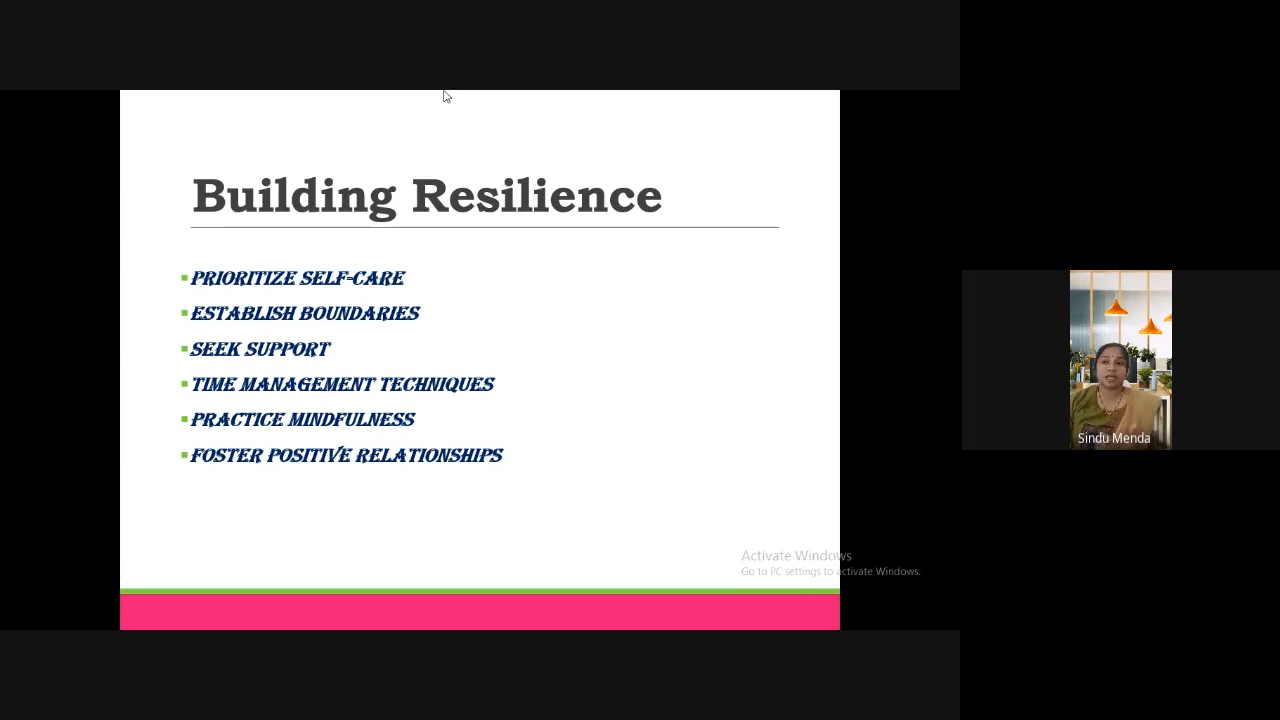 Building Resilience
PRIORITIZE SELF-CARE
ESTABLISH BOUNDARIES
SEEK SUPPORT
TIME MANAGEMENT TECHNIQUES
PRACTICE MINDFULNESS
FOSTER POSITIVE RELATIONSHIPS
Activate Windows
Go to PC settings to activate Windows.
Sindu Menda